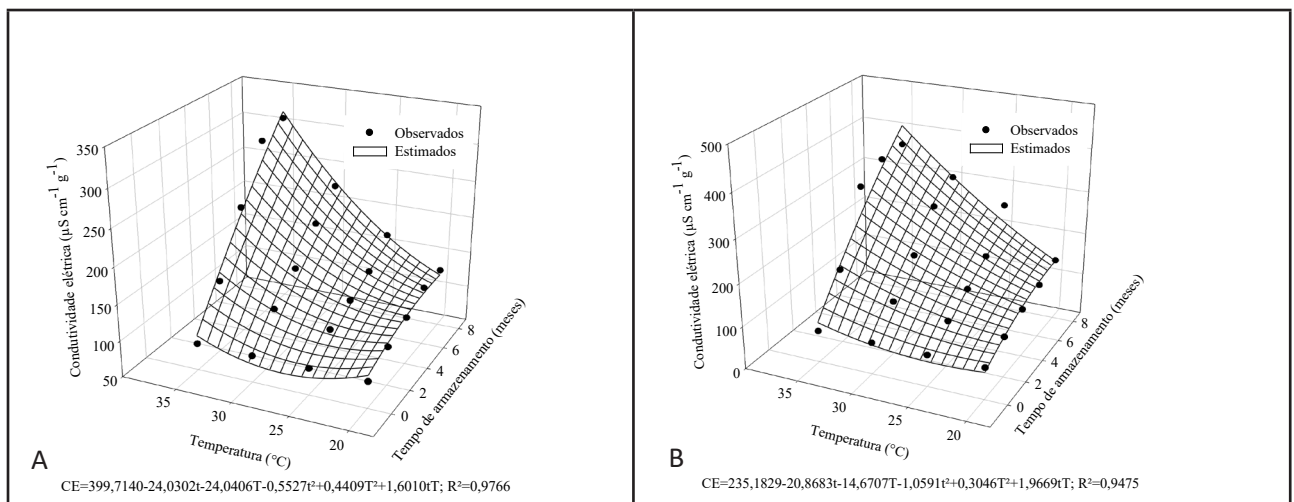 Observados
Estimados
350
300
250
200
150
100
50
Condutividade elétrica (µS cm⁻¹ g⁻¹)
35
30
25
20
Temperatura (°C)
0
2
4
6
8
Tempo de armazenamento (meses)
A
CE=399,7140-24,0302t-24,0406T-0,5527t²+0,4409T²+1,6010tT; R²=0,9766
Observados
Estimados
500
400
300
200
100
0
Condutividade elétrica (µS cm⁻¹ g⁻¹)
35
30
25
20
Temperatura (°C)
0
2
4
6
8
Tempo de armazenamento (meses)
B
CE=235,1829-20,8683t-14,6707T-1,0591t²+0,3046T²+1,9669tT; R²=0,9475